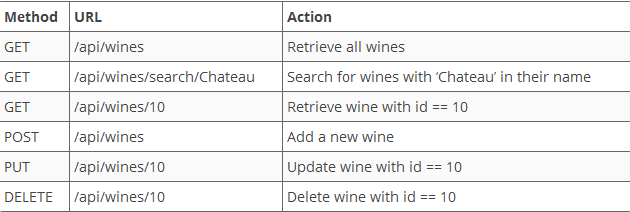 Method URL Action
GET /api/wines Retrieve all wines
GET /api/wines/search/Chateau Search for wines with ‘Chateau’ in their name
GET /api/wines/10 Retrieve wine with id == 10
POST /api/wines Add a new wine
PUT /api/wines/10 Update wine with id == 10
DELETE /api/wines/10 Delete wine with id == 10